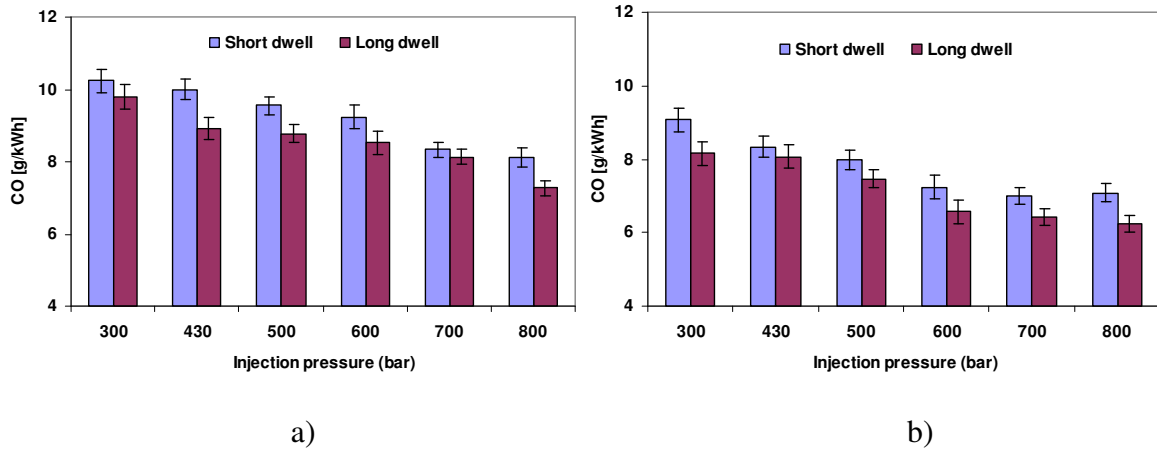 12
10
8
6
4
CO [g/kWh]
Short dwell Long dwell
300 430 500 600 700 800
Injection pressure (bar)
a)
12
10
8
6
4
CO [g/kWh]
Short dwell Long dwell
300 430 500 600 700 800
Injection pressure (bar)
b)